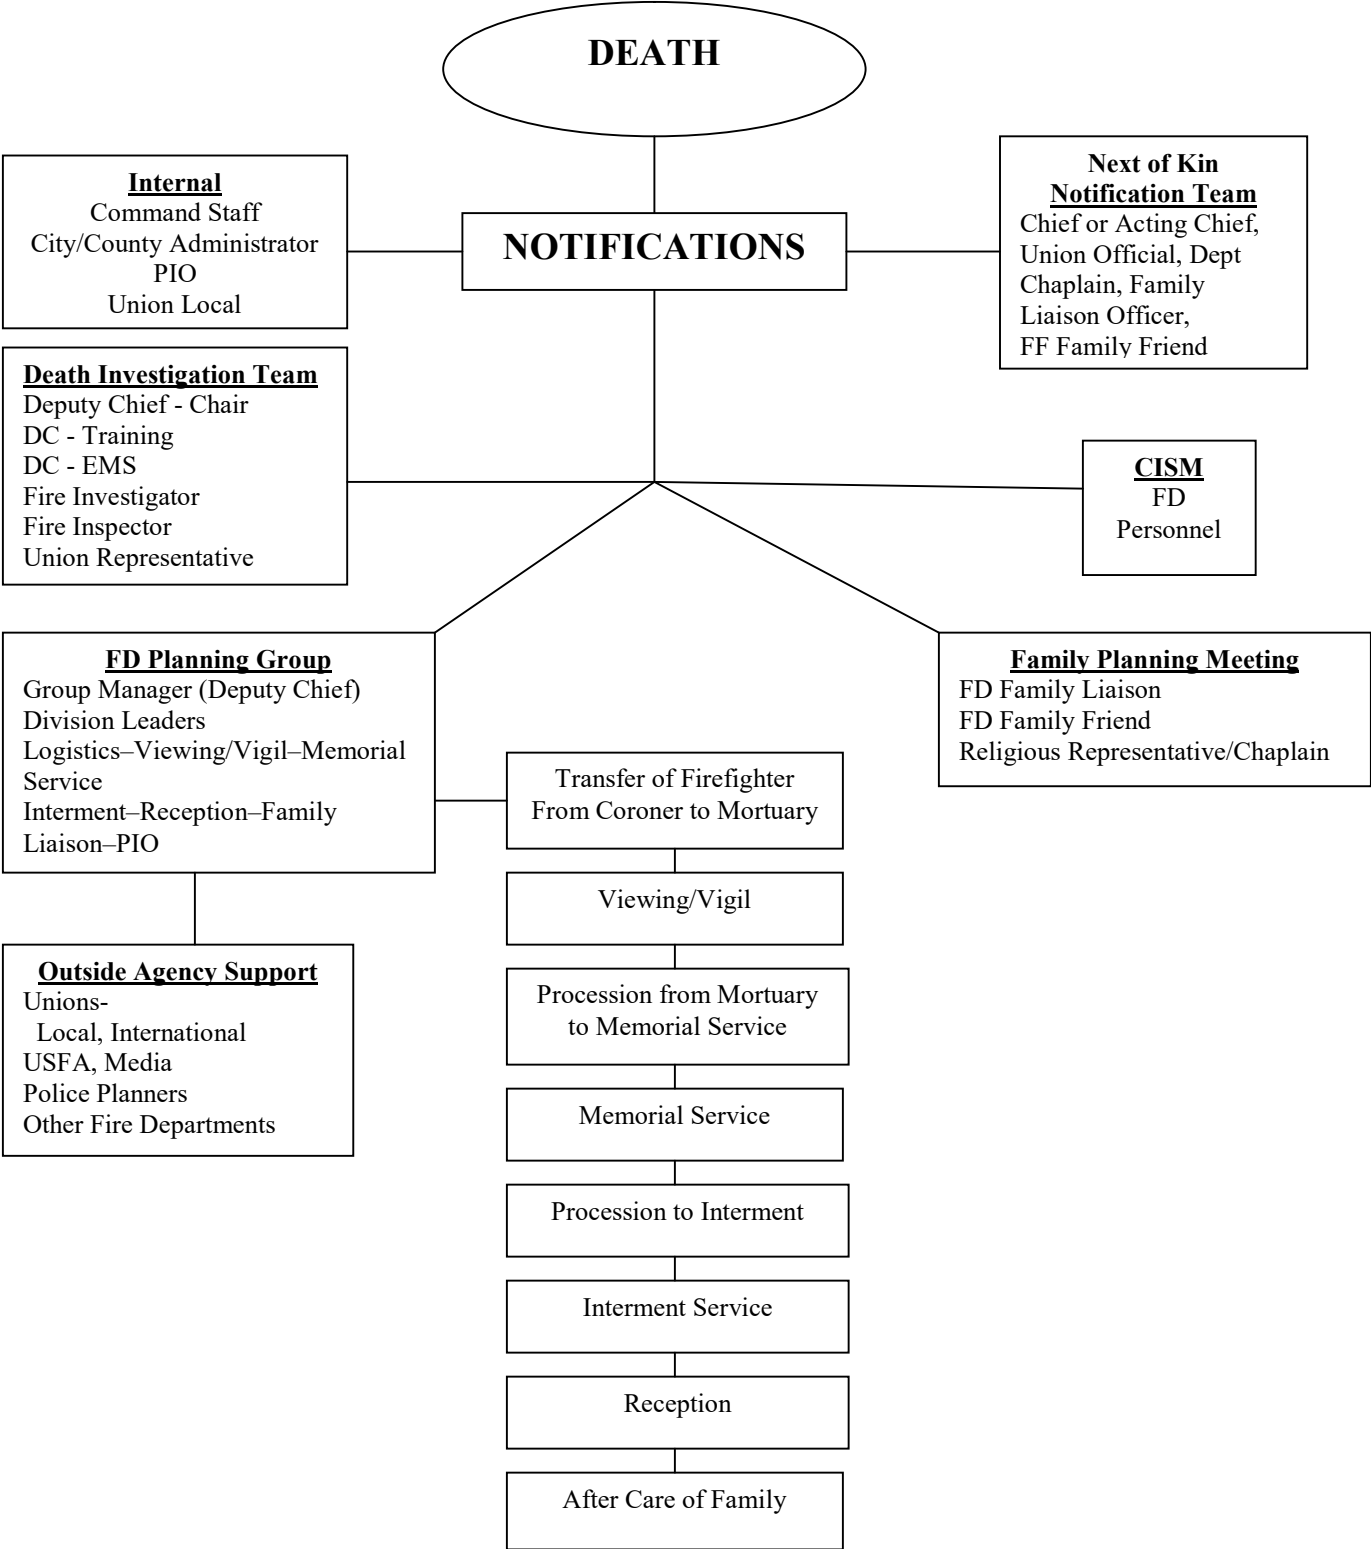 DEATH
Internal
Command Staff
City/County Administrator
PIO
Union Local
NOTIFICATIONS
Next of Kin
Notification Team
Chief or Acting Chief,
Union Official, Dept
Chaplain, Family
Liaison Officer,
FF Family Friend
Death Investigation Team
Deputy Chief - Chair
DC - Training
DC - EMS
Fire Investigator
Fire Inspector
Union Representative
CISM
FD
Personnel
FD Planning Group
Group Manager (Deputy Chief)
Division Leaders
Logistics–Viewing/Vigil–Memorial
Service
Interment–Reception–Family
Liaison–PIO
Family Planning Meeting
FD Family Liaison
FD Family Friend
Religious Representative/Chaplain
Outside Agency Support
Unions-
Local, International
USFA, Media
Police Planners
Other Fire Departments
Transfer of Firefighter
From Coroner to Mortuary
Viewing/Vigil
Procession from Mortuary
to Memorial Service
Memorial Service
Procession to Interment
Interment Service
Reception
After Care of Family